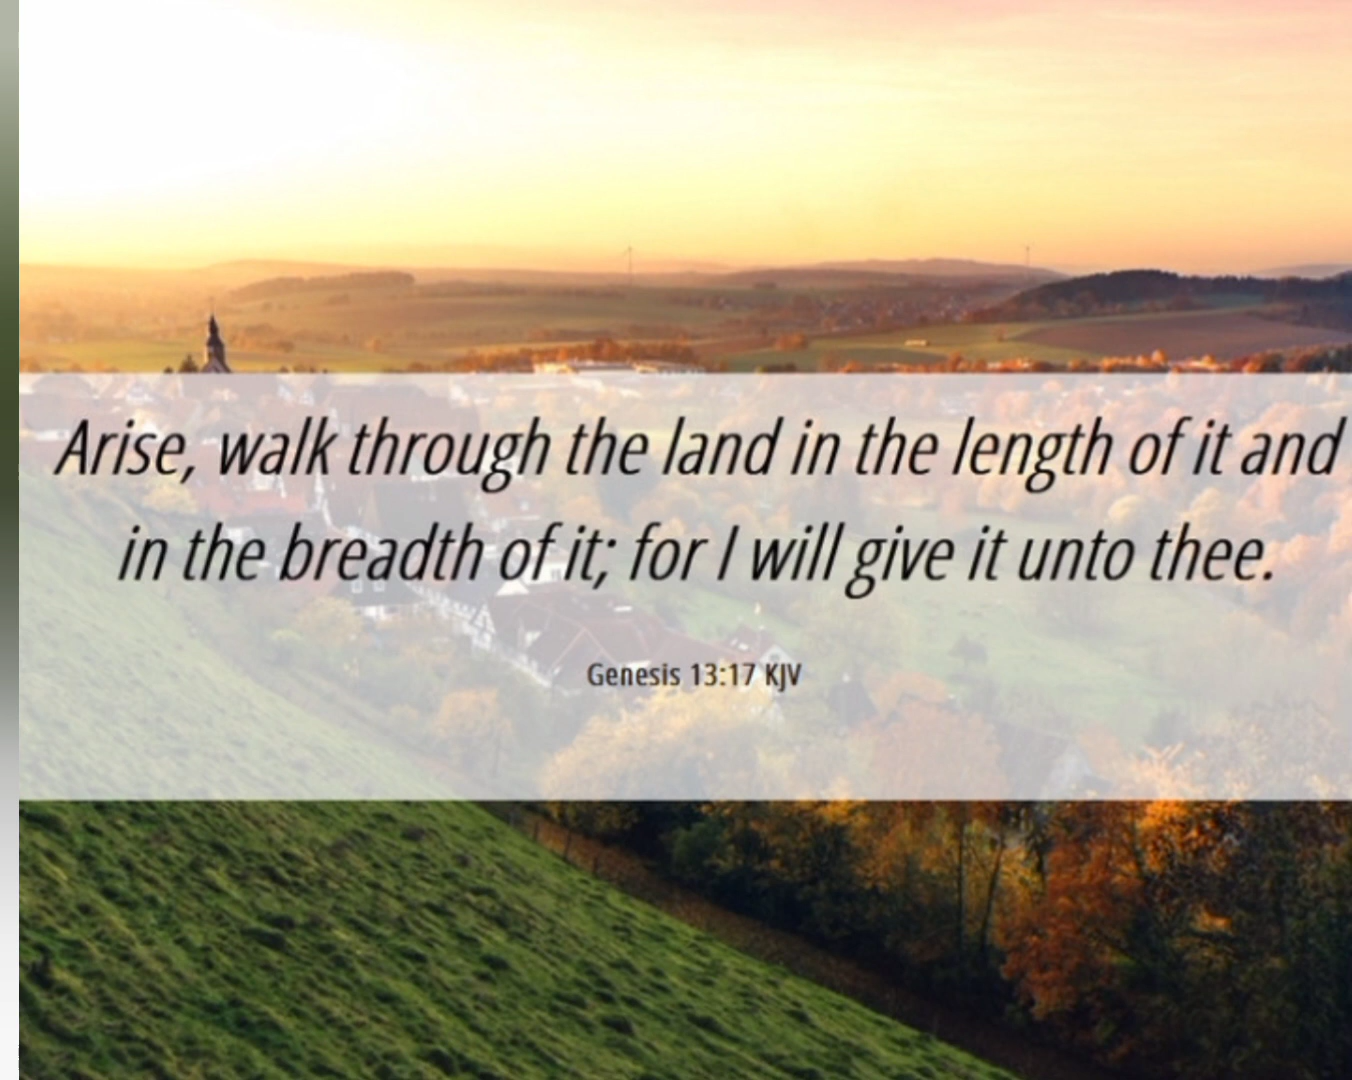 Arise, walk through the land in the length of it and
in the breadth of it; for I will give it unto thee.
Genesis 13:17 KJV